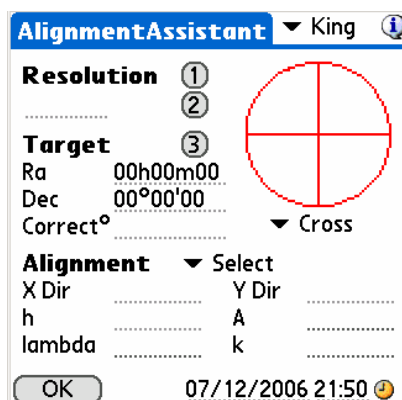 AlignmentAssistant King
Resolution 1
2
Target 3
Ra 00h00m00
Dec 00°00'00
Correct° Cross
Alignment Select
X Dir Y Dir
h A
lambda k
OK 07/12/2006 21:50